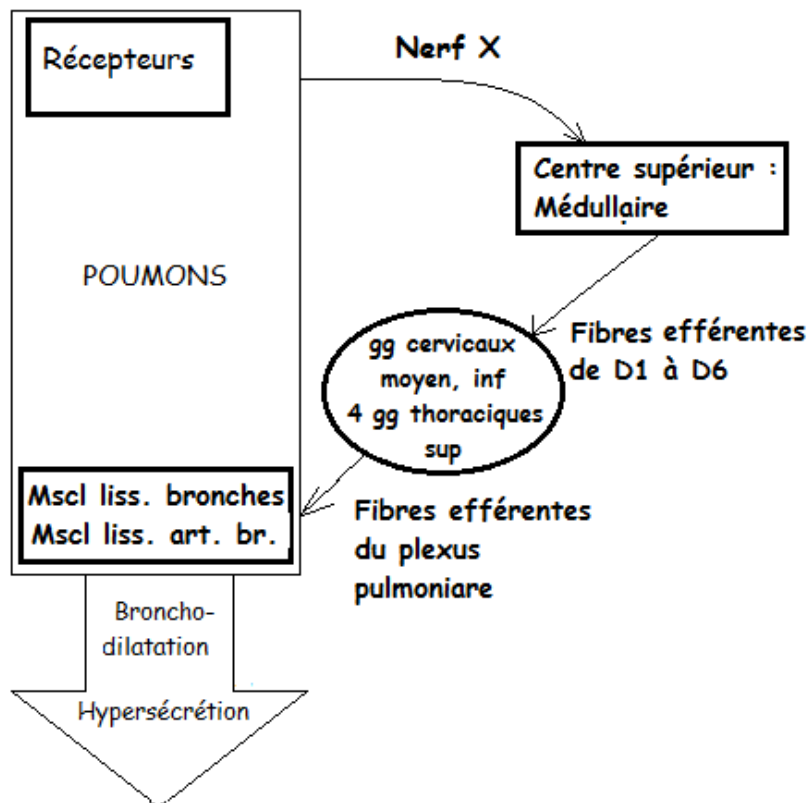 Récepteurs
Nerf X
Centre supérieur :
Médullaire
POUMONS
Fibres efférentes
de D1 à D6
gg cervicaux
moyen, inf
4 gg thoraciques
sup
Mscl liss. bronches
Mscl liss. art. br.
Fibres efférentes
du plexus
pulmoniare
Broncho-
dilatation
Hypersécrétion